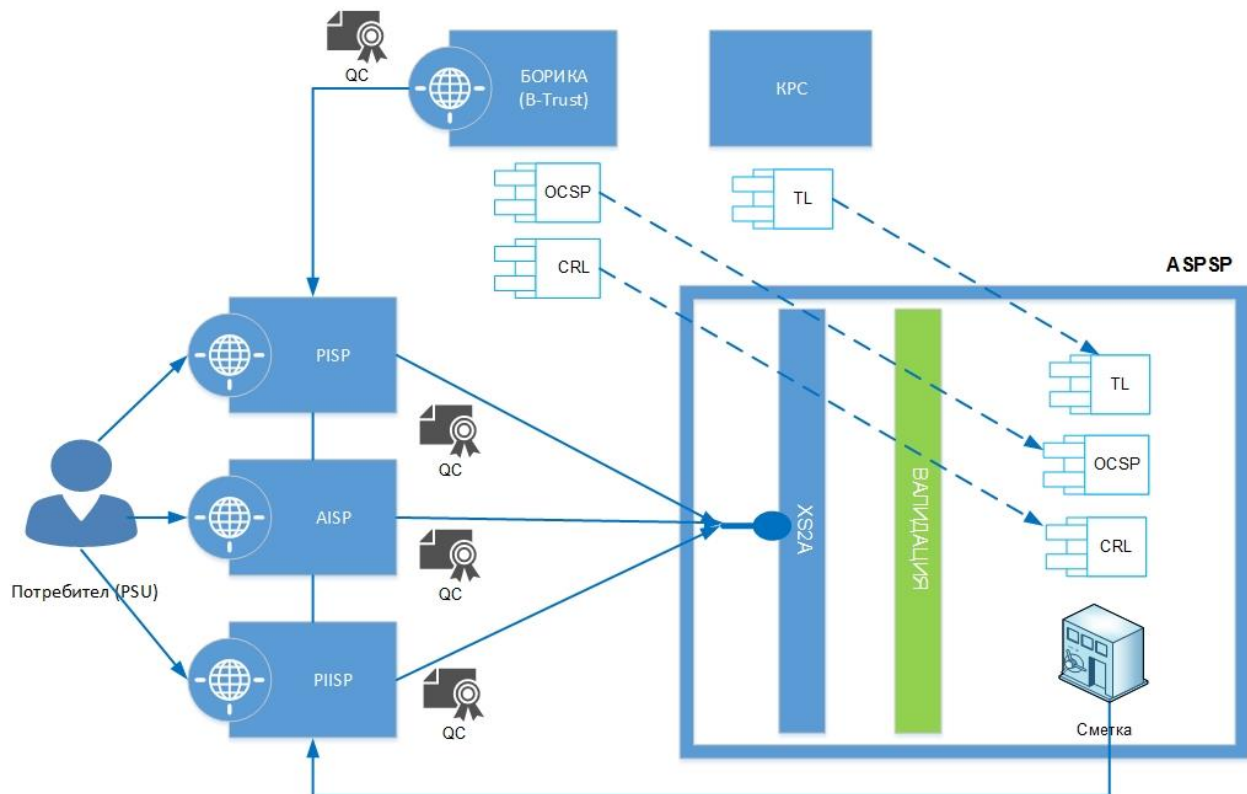 QC
БОРИКА
(B-Trust)
КРС
OCSP
TL
CRL
ASPSP
PISP
TL
QC
OCSP
AISP
XS2A
ВАЛИДАЦИЯ
CRL
QC
Потребител (PSU)
PIISP
QC
Сметка